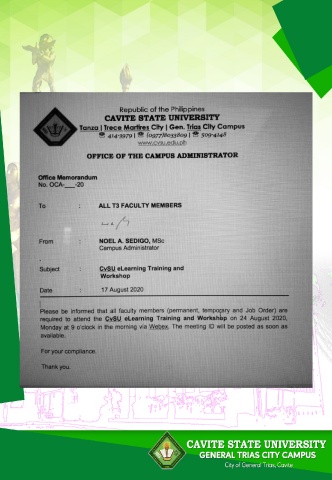 Republic of the Philippines
CAVITE STATE UNIVERSITY
Tanza | Trece Martires City | Gen. Trias City Campus
☎ 414-3979 | ☎ (0977)8033809 | ☎ 509-4148
www.cvsu.edu.ph
OFFICE OF THE CAMPUS ADMINISTRATOR
Office Memorandum
No. OCA-___-20
To : ALL T3 FACULTY MEMBERS
From : NOEL A. SEDIGO, MSc
Campus Administrator
Subject : CvSU eLearning Training and
Workshop
Date : 17 August 2020
Please be informed that all faculty members (permanent, temporary and Job Order) are
required to attend the CvSU eLearning Training and Workshop on 24 August 2020,
Monday at 9 o'clock in the morning via Webex. The meeting ID will be posted as soon as
available.
For your compliance.
Thank you.
CAVITE STATE UNIVERSITY
GENERAL TRIAS CITY CAMPUS
City of General Trias, Cavite